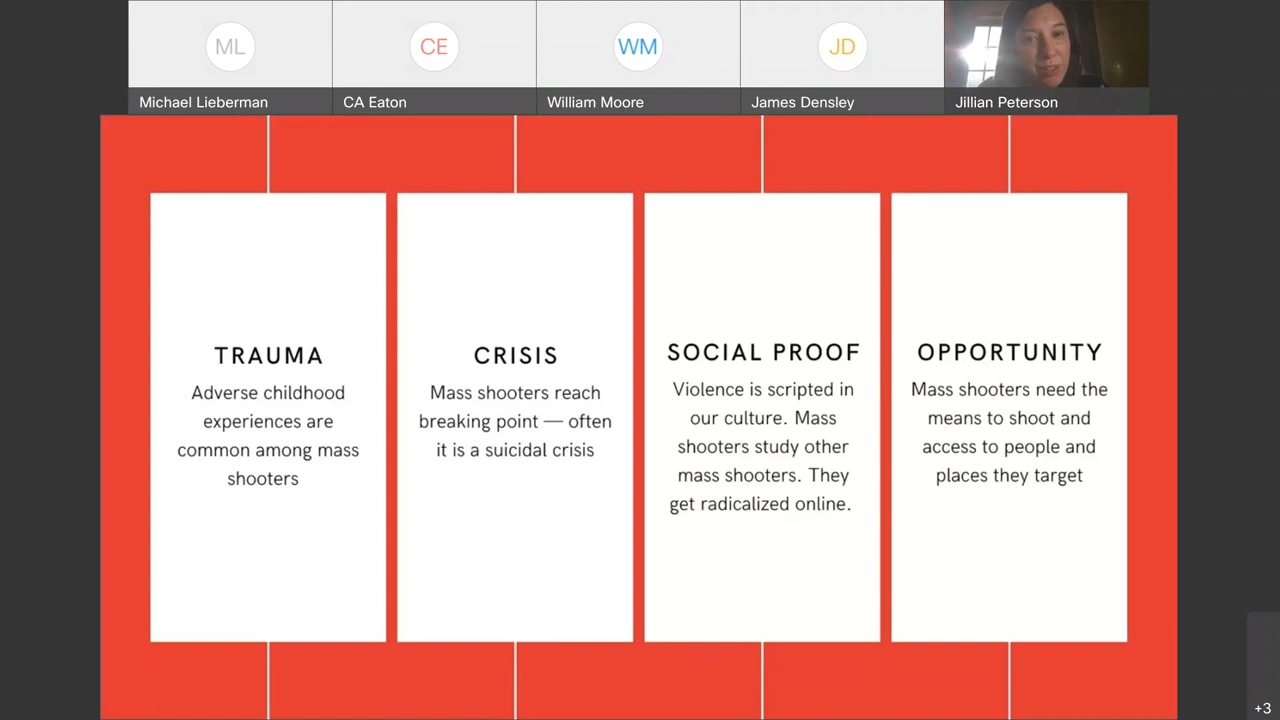 ML
CE
WM
JD
Michael Lieberman
CA Eaton
William Moore
James Densley
Jillian Peterson
TRAUMA
Adverse childhood
experiences are
common among mass
shooters
CRISIS
Mass shooters reach
breaking point — often
it is a suicidal crisis
SOCIAL PROOF
Violence is scripted in
our culture. Mass
shooters study other
mass shooters. They
get radicalized online.
OPPORTUNITY
Mass shooters need the
means to shoot and
access to people and
places they target
+3